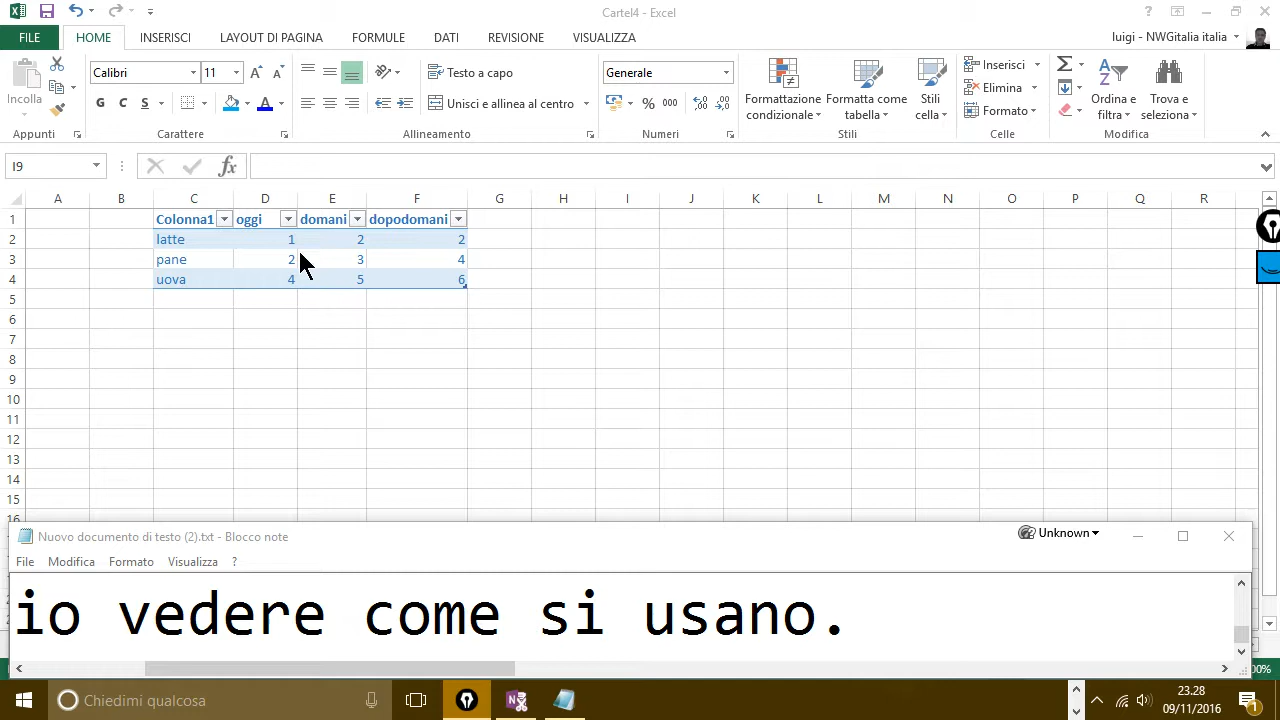 Cartel4 - Excel
?
FILE HOME INSERISCI LAYOUT DI PAGINA FORMULE DATI REVISIONE VISUALIZZA
luigi - NWGitalia italia
Incolla
Calibri 11
G C S
Testo a capo
Unisci e allinea al centro
Generale
% 000
Formattazione condizionale
Formata come tabella
Stili cella
Inserisci
Elimina
Formato
Ordina e filtra
Trova e seleziona
Appunti Carattere Allineamento Numeri Stili Celle Modifica
I9 fx
A B C D E F G H I J K L M N O P Q R
1 Colonna1 oggi domani dopodomani
2 latte 1 2 2
3 pane 2 3 4
4 uova 4 5 6
5
6
7
8
9
10
11
12
13
14
15
16
Nuovo documento di testo (2).txt - Blocco note
Unknown
File Modifica Formato Visualizza ?
io vedere come si usano.
00%
Chiedimi qualcosa
23.28
09/11/2016
1